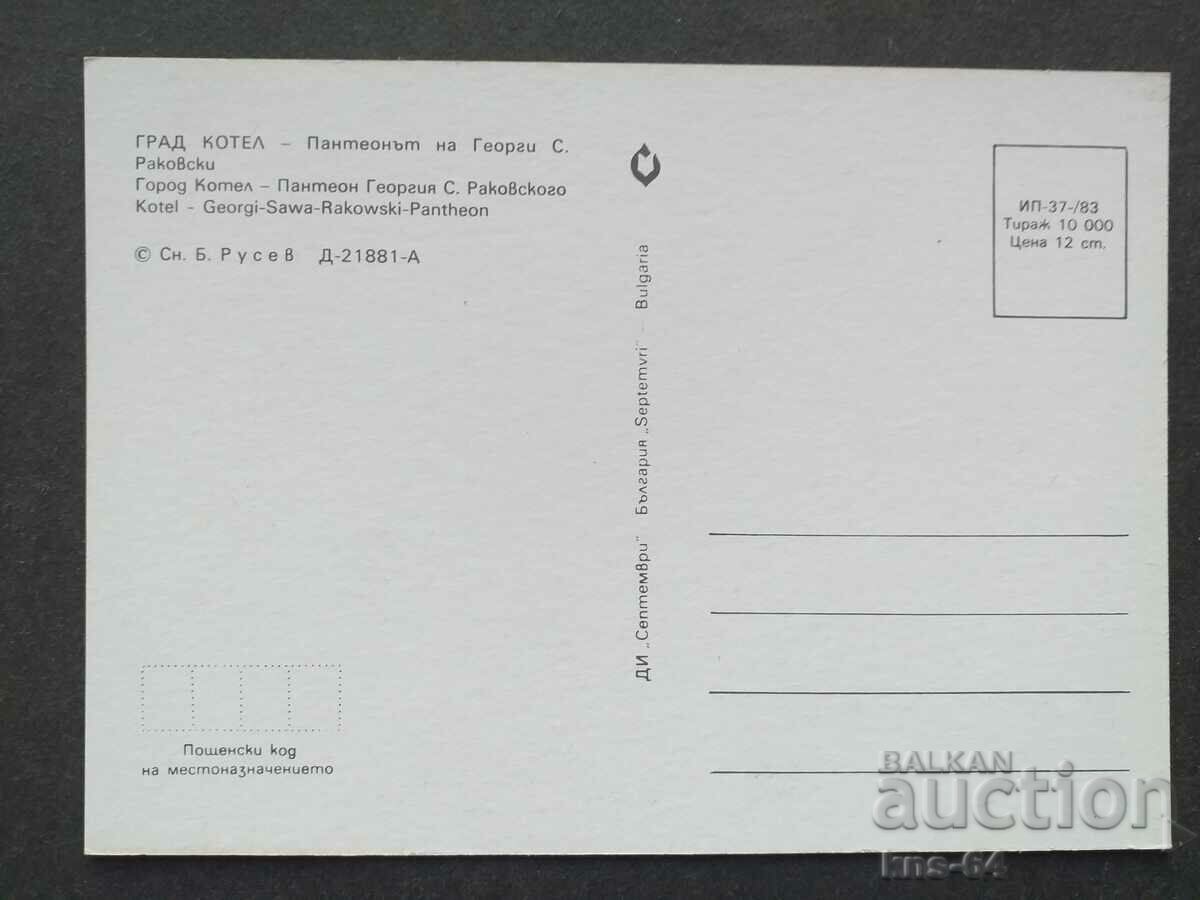 ГРАД КОТЕЛ – Пантеонът на Георги С.
Раковски
Город Котел – Пантеон Георгия С. Раковского
Kotel - Georgi-Sawa-Rakowski-Pantheon
© Сн. Б. Русев Д-21881-А
ДИ „Септември” България „Septemvri” – Bulgaria
ИП-37-/83
Тираж 10 000
Цена 12 ст.
Пощенски код
на местоназначението
BALKAN
auction
kns-64